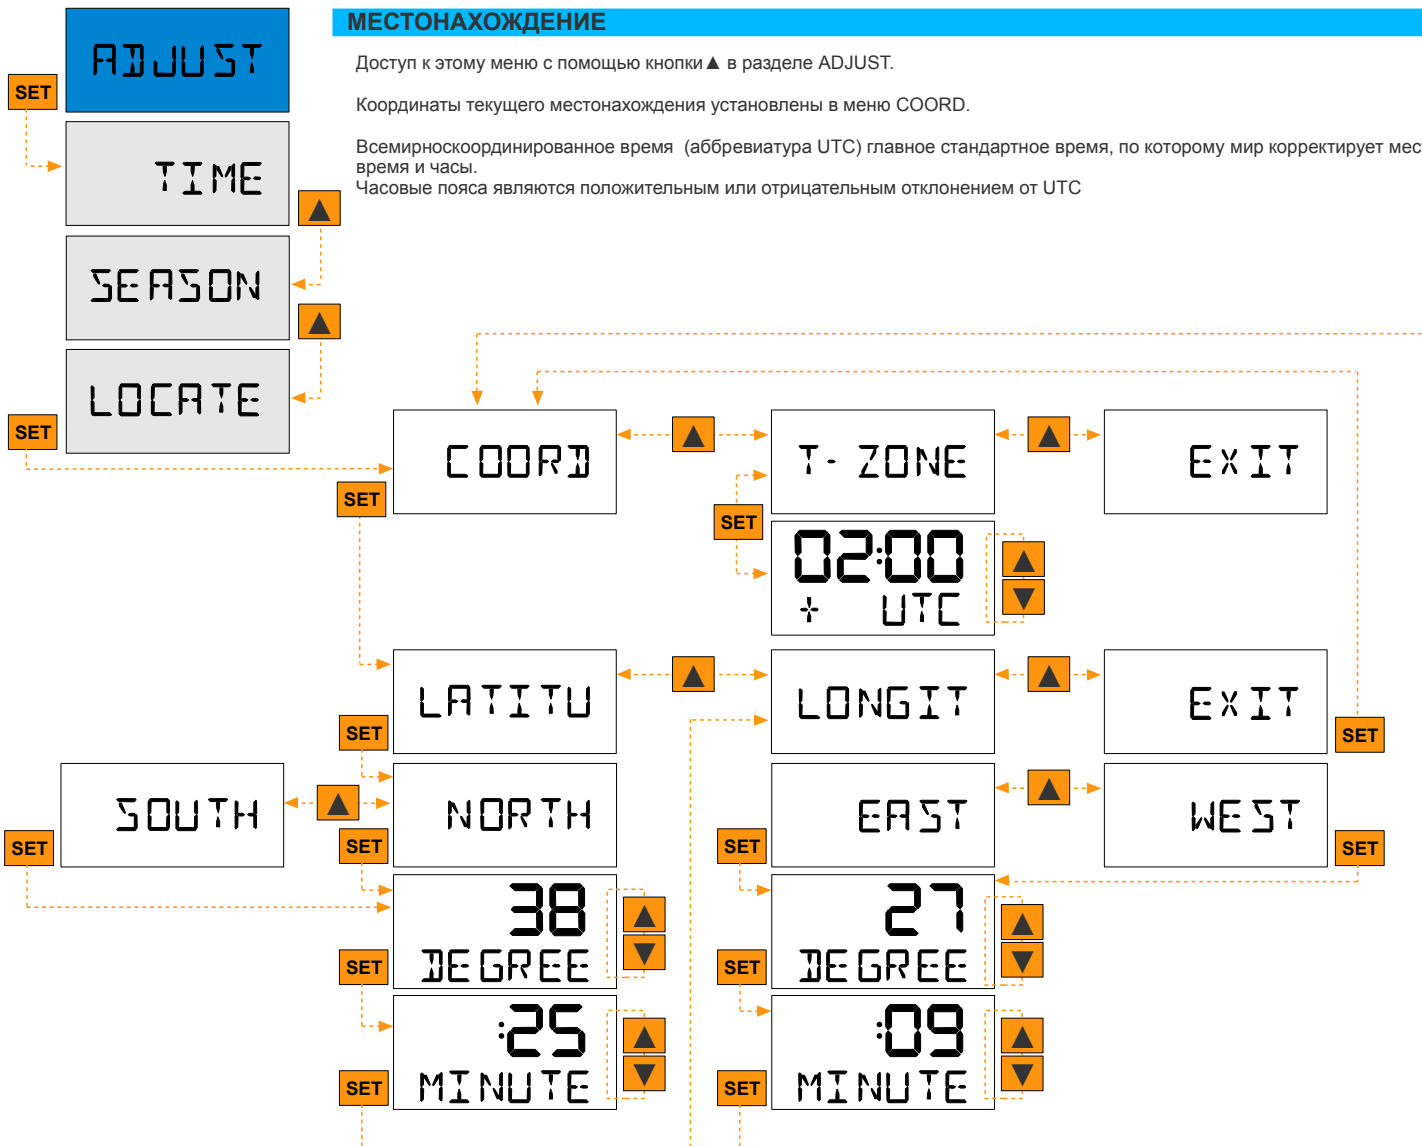 МЕСТОНАХОЖДЕНИЕ
ADJUST
Доступ к этому меню с помощью кнопки▲ в разделе ADJUST.
SET
Координаты текущего местонахождения установлены в меню COORD.
Всемирноскоординированное время (аббревиатура UTC) главное стандартное время, по которому мир корректирует мес
время и часы.
TIME
Часовые пояса являются положительным или отрицательным отклонением от UTC
▲
SEASON
▲
LOCATE
SET
COORD
▲
T- ZONE
▲
EXIT
SET
SET
02:00
+ UTC
▲
▼
LATITU
▲
LONGIT
▲
EXIT
SET
SET
SOUTH
▲
NORTH
EAST
▲
WEST
SET
SET
SET
SET
38
DEGREE
▲
▼
27
DEGREE
▲
▼
SET
SET
:25
MINUTE
▲
▼
:09
MINUTE
▲
▼
SET
SET